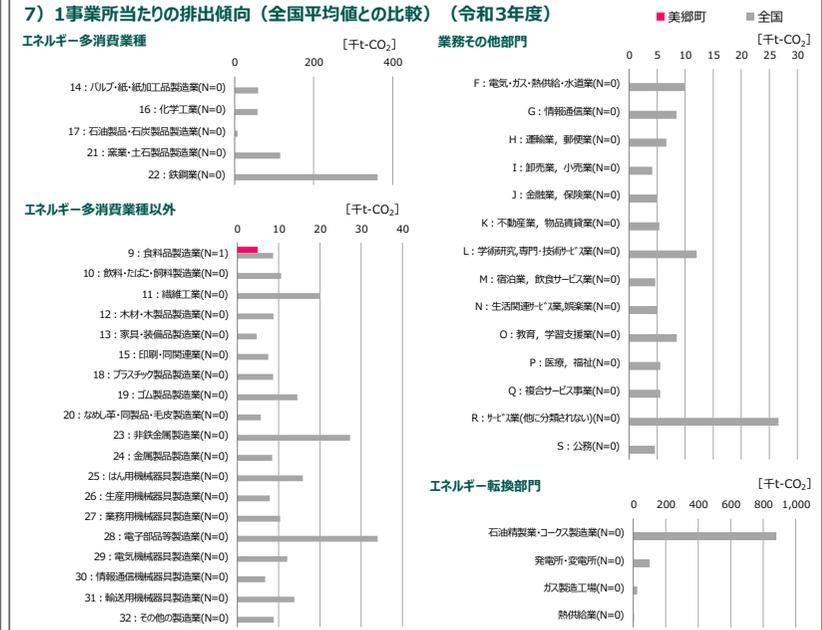 7）1事業所当たりの排出傾向（全国平均値との比較）（令和3年度）
美郷町 全国
エネルギー多消費業種
[千t-CO2]
0 200 400
14：パルプ・紙・紙加工品製造業(N=0)
16：化学工業(N=0)
17：石油製品・石炭製品製造業(N=0)
21：窯業・土石製品製造業(N=0)
22：鉄鋼業(N=0)
エネルギー多消費業種以外
[千t-CO2]
0 10 20 30 40
9：食料品製造業(N=1)
10：飲料・たばこ・飼料製造業(N=0)
11：繊維工業(N=0)
12：木材・木製品製造業(N=0)
13：家具・装備品製造業(N=0)
15：印刷・同関連業(N=0)
18：プラスチック製品製造業(N=0)
19：ゴム製品製造業(N=0)
20：なめし革・同製品・毛皮製造業(N=0)
23：非鉄金属製造業(N=0)
24：金属製品製造業(N=0)
25：はん用機械器具製造業(N=0)
26：生産用機械器具製造業(N=0)
27：業務用機械器具製造業(N=0)
28：電子部品等製造業(N=0)
29：電気機械器具製造業(N=0)
30：情報通信機械器具製造業(N=0)
31：輸送用機械器具製造業(N=0)
32：その他の製造業(N=0)
業務その他部門
[千t-CO2]
0 5 10 15 20 25 30
F：電気・ガス・熱供給・水道業(N=0)
G：情報通信業(N=0)
H：運輸業，郵便業(N=0)
I：卸売業，小売業(N=0)
J：金融業，保険業(N=0)
K：不動産業，物品賃貸業(N=0)
L：学術研究,専門・技術ｻｰﾋﾞｽ業(N=0)
M：宿泊業，飲食サービス業(N=0)
N：生活関連ｻｰﾋﾞｽ業,娯楽業(N=0)
O：教育，学習支援業(N=0)
P：医療，福祉(N=0)
Q：複合サービス事業(N=0)
R：ｻｰﾋﾞｽ業(他に分類されない)(N=0)
S：公務(N=0)
エネルギー転換部門
[千t-CO2]
0 200 400 600 800 1,000
石油精製業・コークス製造業(N=0)
発電所・変電所(N=0)
ガス製造工場(N=0)
熱供給業(N=0)